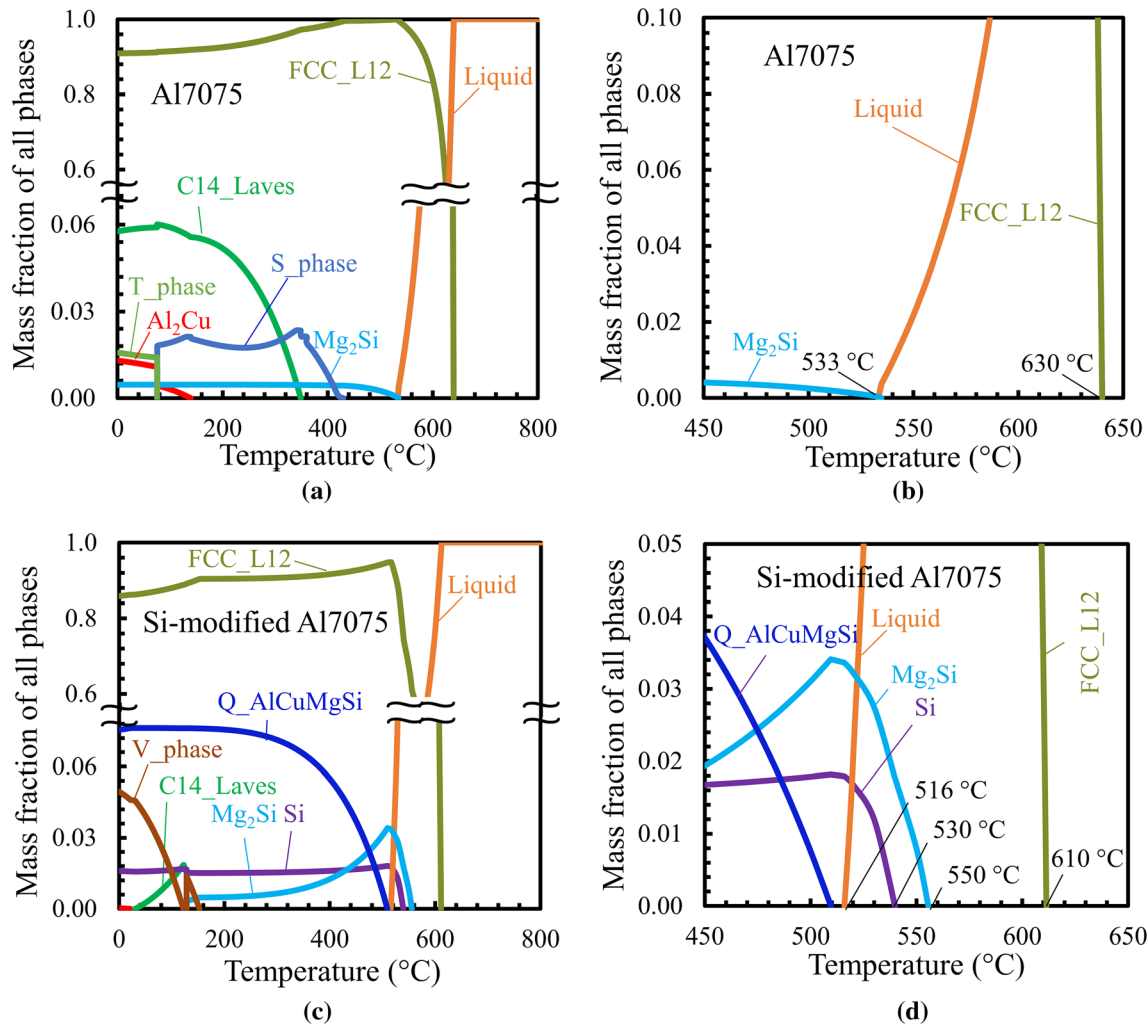 Mass fraction of all phases
1.0
0.8
0.6
0.06
0.03
0.00
Al7075
FCC_L12
Liquid
C14_Laves
S_phase
T_phase
Al₂Cu
Mg₂Si
0 200 400 600 800
Temperature (°C)
(a)
Mass fraction of all phases
0.10
0.08
0.06
0.04
0.02
0.00
Al7075
Liquid
FCC_L12
Mg₂Si
533 °C
630 °C
450 500 550 600 650
Temperature (°C)
(b)
Mass fraction of all phases
1.0
0.8
0.6
0.06
0.03
0.00
FCC_L12
Liquid
Si-modified Al7075
Q_AlCuMgSi
V_phase
C14_Laves
Mg₂Si Si
0 200 400 600 800
Temperature (°C)
(c)
Mass fraction of all phases
0.05
0.04
0.03
0.02
0.01
0.00
Si-modified Al7075
Liquid
Q_AlCuMgSi
Mg₂Si
Si
FCC_L12
516 °C
530 °C
550 °C
610 °C
450 500 550 600 650
Temperature (°C)
(d)